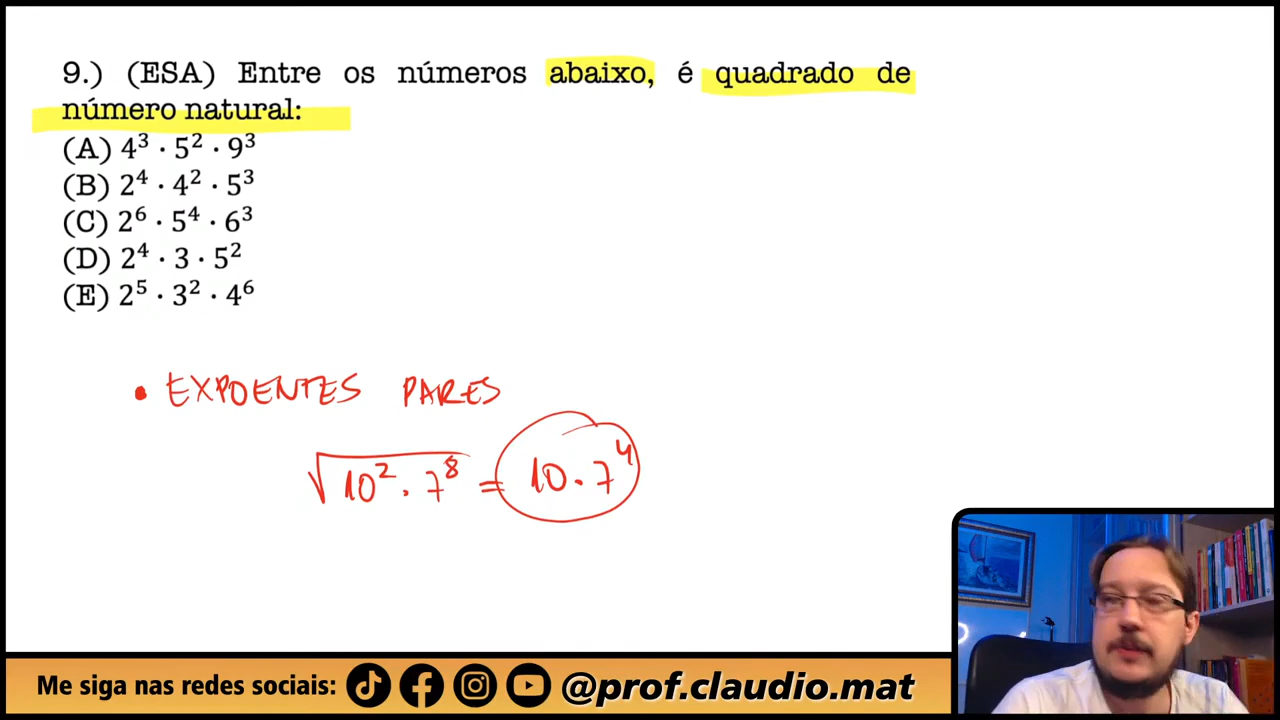 9.) (ESA) Entre os números abaixo, é quadrado de
número natural:
(A) 4³ · 5² · 9³
(B) 2⁴ · 4² · 5³
(C) 2⁶ · 5⁴ · 6³
(D) 2⁴ · 3 · 5²
(E) 2⁵ · 3² · 4⁶
• EXPOENTES PARES
√10² · 7⁸ = 10 · 7⁴
Me siga nas redes sociais: @prof.claudio.mat